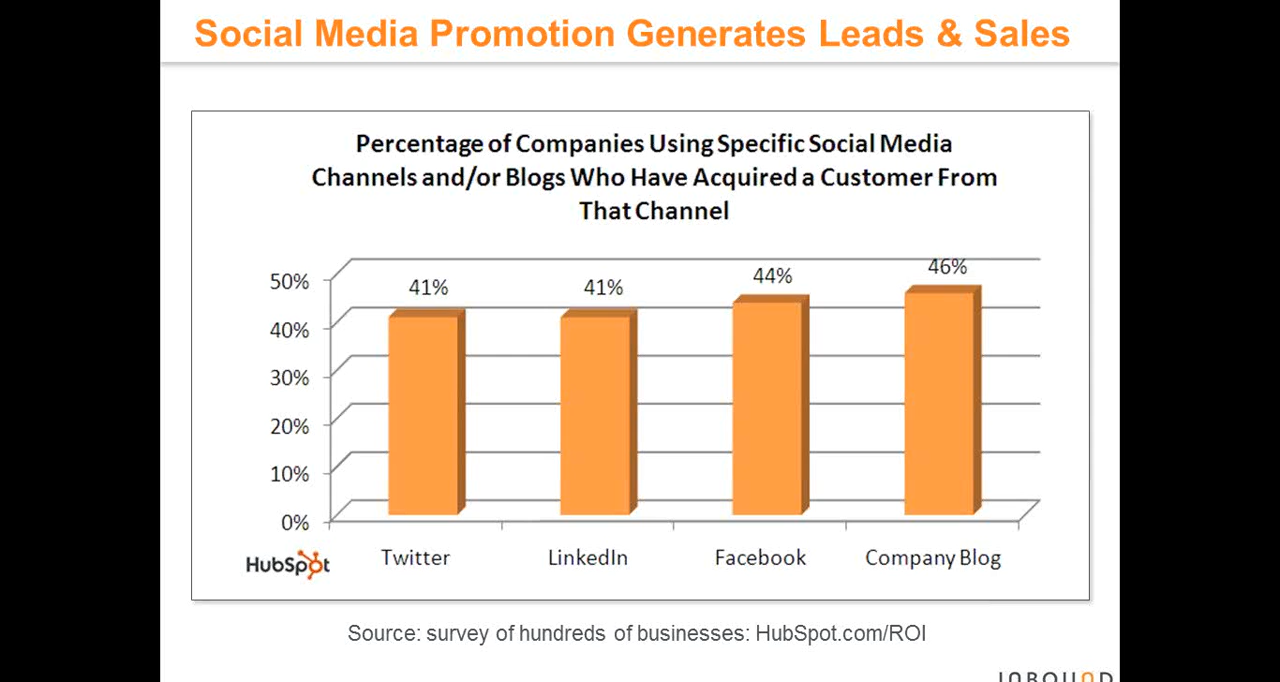 Social Media Promotion Generates Leads & Sales
Percentage of Companies Using Specific Social Media
Channels and/or Blogs Who Have Acquired a Customer From
That Channel
50%
40%
30%
20%
10%
0%
41%
41%
44%
46%
Twitter
LinkedIn
Facebook
Company Blog
HubSpot
Source: survey of hundreds of businesses: HubSpot.com/ROI
INBOUND